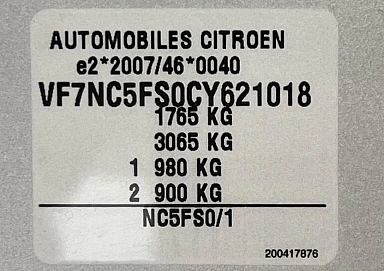 AUTOMOBILES CITROEN
e2*2007/46*0040
VF7NC5FS0CY621018
1765 KG
3065 KG
1 980 KG
2 900 KG
NC5FS0/1
200417876